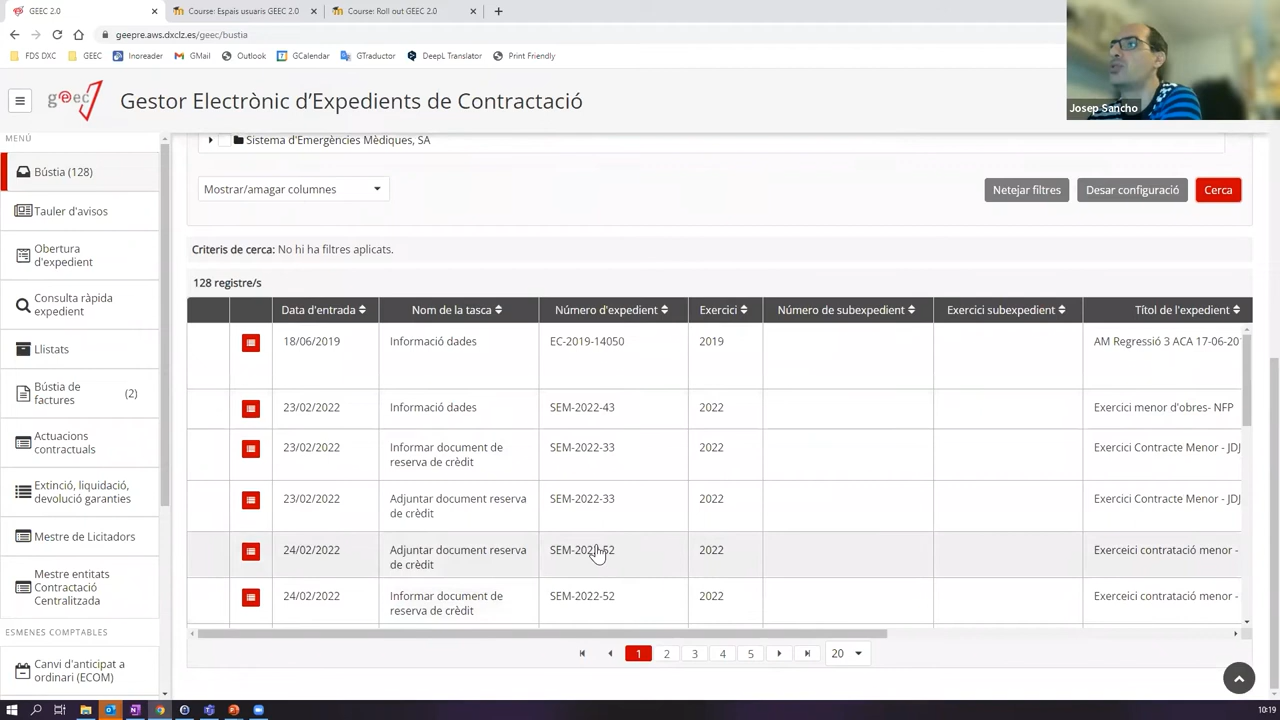 GEEC 2.0
Course: Espais usuaris GEEC 2.0
Course: Roll out GEEC 2.0
geepre.aws.dxclz.es/geec/bustia
FDS DXC
GEEC
Inoreader
GMail
Outlook
GCalendar
GTraductor
DeepL Translator
Print Friendly
Josep Sancho
geec
Gestor Electrònic d'Expedients de Contractació
MENÚ
Bústia (128)
Tauler d'avisos
Obertura
d'expedient
Consulta ràpida
expedient
Llistats
Bústia de
factures
(2)
Actuacions
contractuals
Extinció, liquidació,
devolució garanties
Mestre de Licitadors
Mestre entitats
Contractació
Centralitzada
ESMENES COMPTABLES
Canvi d'anticipat a
ordinari (ECOM)
Sistema d'Emergències Mèdiques, SA
Mostrar/amagar columnes
Netejar filtres
Desar configuració
Cerca
Criteris de cerca: No hi ha filtres aplicats.
128 registre/s
Data d'entrada
Nom de la tasca
Número d'expedient
Exercici
Número de subexpedient
Exercici subexpedient
Títol de l'expedient
18/06/2019
Informació dades
EC-2019-14050
2019
AM Regressió 3 ACA 17-06-20
23/02/2022
Informació dades
SEM-2022-43
2022
Exercici menor d'obres- NFP
23/02/2022
Informar document de
reserva de crèdit
SEM-2022-33
2022
Exercici Contracte Menor - JDJ
23/02/2022
Adjuntar document reserva
de crèdit
SEM-2022-33
2022
Exercici Contracte Menor - JDJ
24/02/2022
Adjuntar document reserva
de crèdit
SEM-2022-52
2022
Exerceici contratació menor -
24/02/2022
Informar document de
reserva de crèdit
SEM-2022-52
2022
Exerceici contratació menor -
1
2
3
4
5
20
10:19